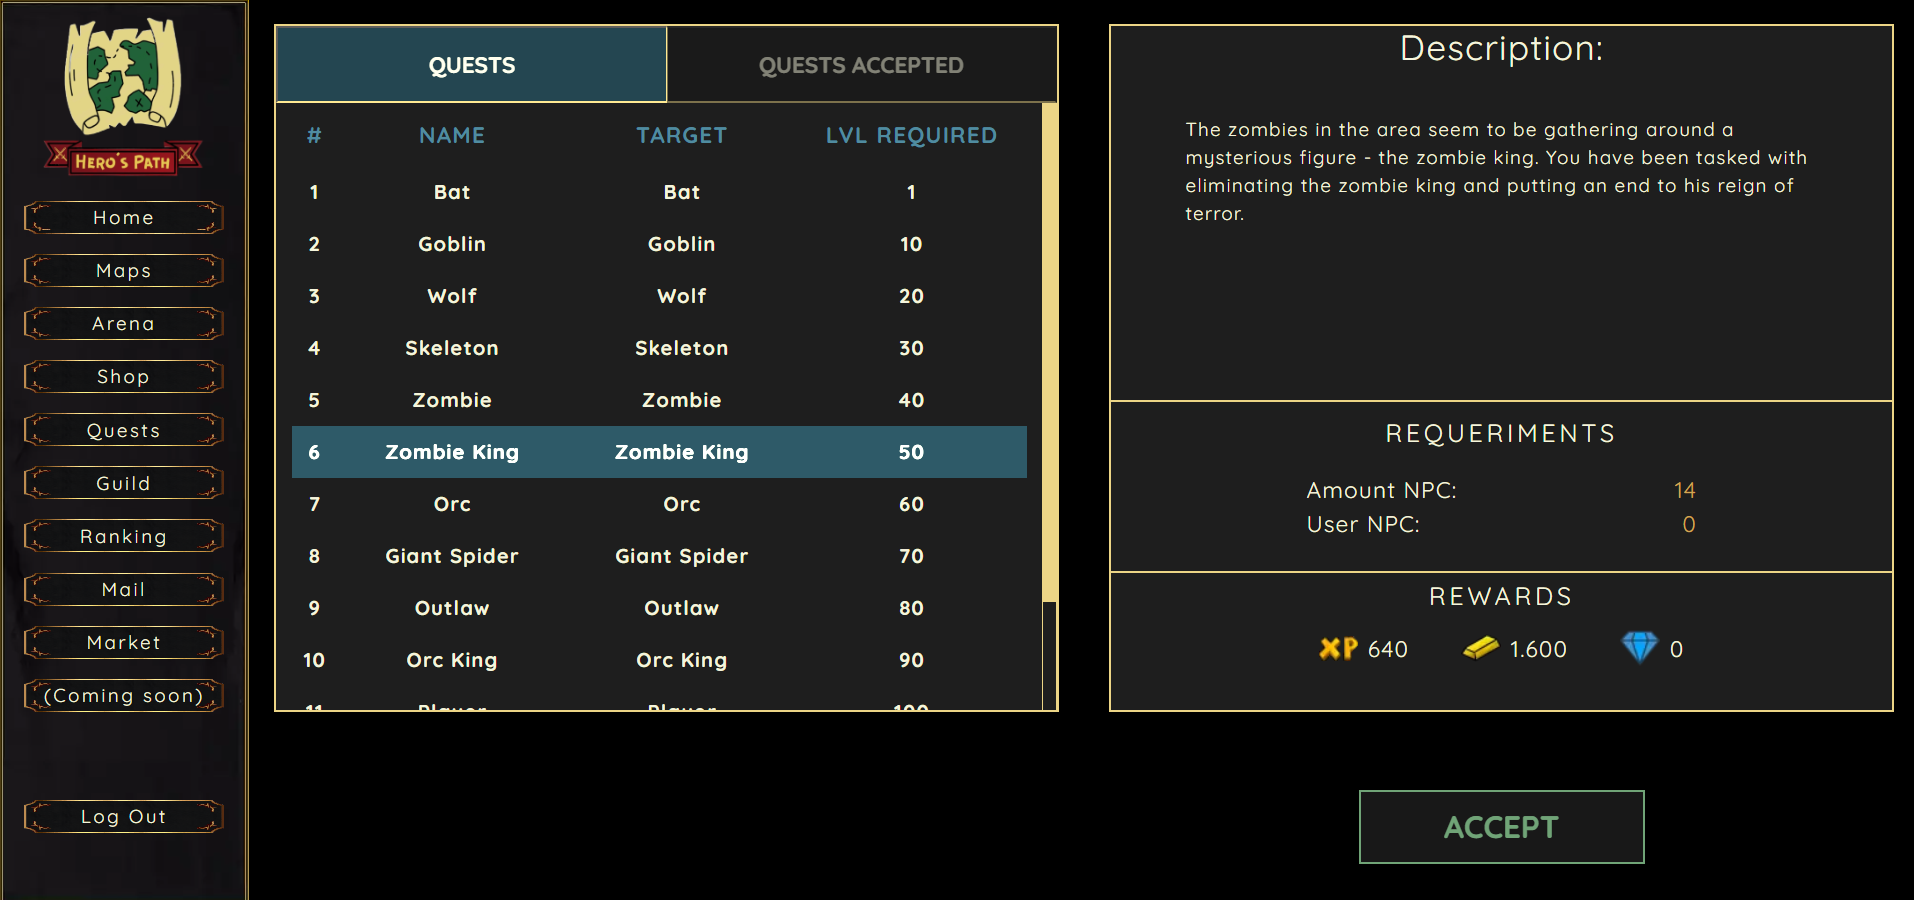 HERO'S PATH
Home
Maps
Arena
Shop
Quests
Guild
Ranking
Mail
Market
(Coming soon)
Log Out
QUESTS QUESTS ACCEPTED
# NAME TARGET LVL REQUIRED
1 Bat Bat 1
2 Goblin Goblin 10
3 Wolf Wolf 20
4 Skeleton Skeleton 30
5 Zombie Zombie 40
6 Zombie King Zombie King 50
7 Orc Orc 60
8 Giant Spider Giant Spider 70
9 Outlaw Outlaw 80
10 Orc King Orc King 90
11 Player Player 100
Description:
The zombies in the area seem to be gathering around a
mysterious figure - the zombie king. You have been tasked with
eliminating the zombie king and putting an end to his reign of
terror.
REQUERIMENTS
Amount NPC: 14
User NPC: 0
REWARDS
XP 640 1.600 0
ACCEPT